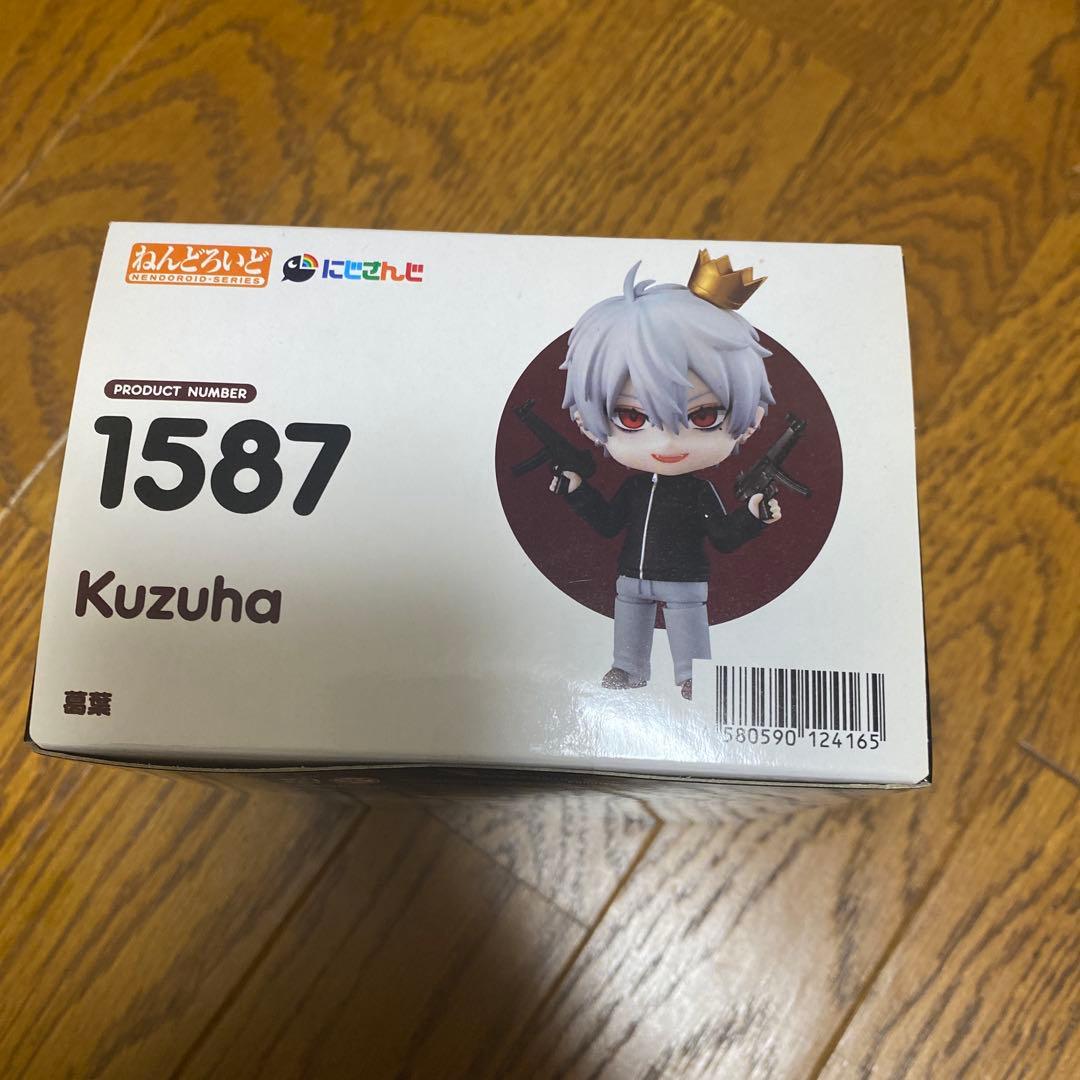 ねんどろいど
NENDOROID·SERIES
にじさんじ
PRODUCT NUMBER
1587
Kuzuha
葛葉
580590 124165